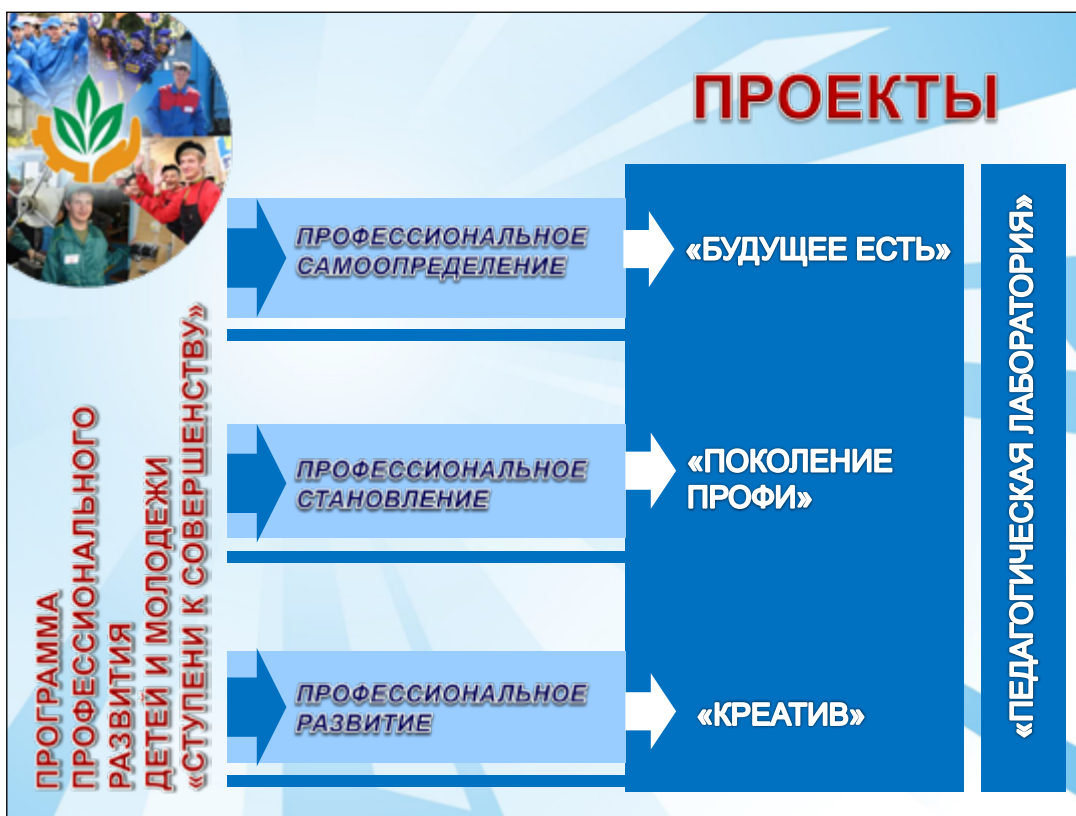 ПРОЕКТЫ
ПРОГРАММА
ПРОФЕССИОНАЛЬНОГО
РАЗВИТИЯ
ДЕТЕЙ И МОЛОДЕЖИ
«СТУПЕНИ К СОВЕРШЕНСТВУ»
ПРОФЕССИОНАЛЬНОЕ
САМООПРЕДЕЛЕНИЕ
«БУДУЩЕЕ ЕСТЬ»
ПРОФЕССИОНАЛЬНОЕ
СТАНОВЛЕНИЕ
«ПОКОЛЕНИЕ
ПРОФИ»
ПРОФЕССИОНАЛЬНОЕ
РАЗВИТИЕ
«КРЕАТИВ»
«ПЕДАГОГИЧЕСКАЯ ЛАБОРАТОРИЯ»